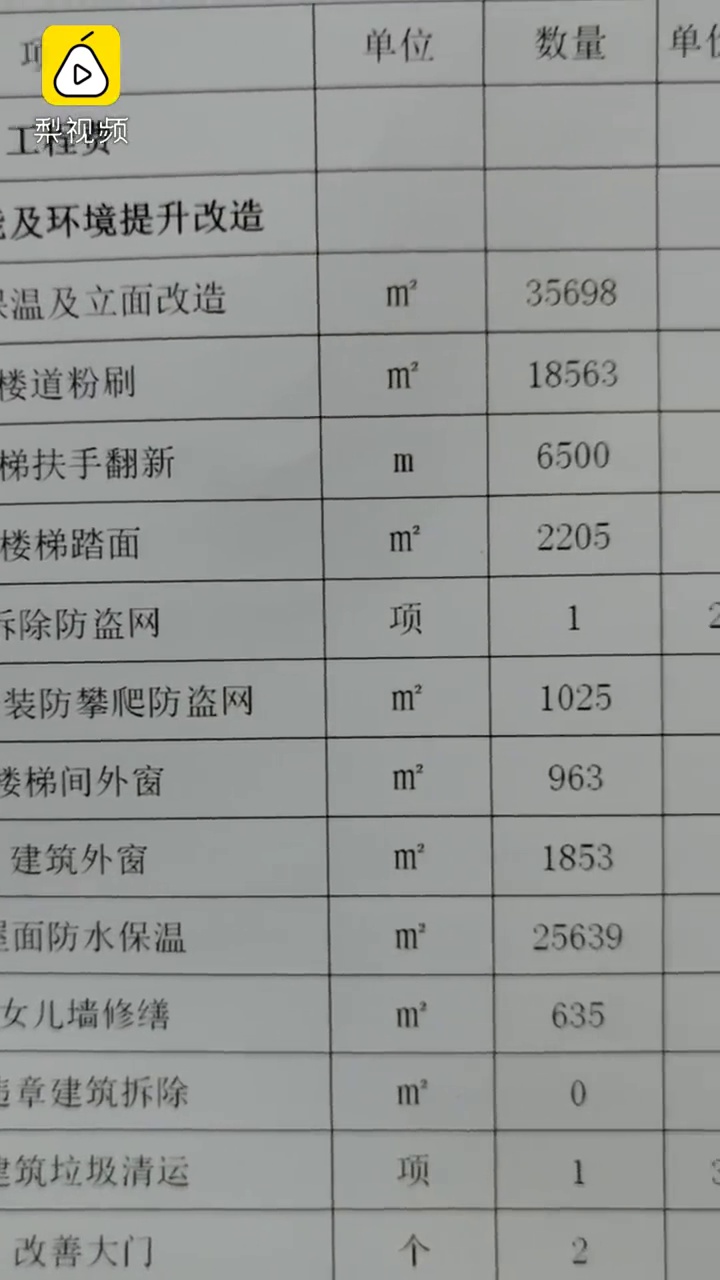 项 单位 数量 单位
梨视频
工程费
及环境提升改造
保温及立面改造 m² 35698
楼道粉刷 m² 18563
梯扶手翻新 m 6500
楼梯踏面 m² 2205
拆除防盗网 项 1 2
装防攀爬防盗网 m² 1025
楼梯间外窗 m² 963
建筑外窗 m² 1853
屋面防水保温 m² 25639
女儿墙修缮 m² 635
违章建筑拆除 m² 0
建筑垃圾清运 项 1 3
改善大门 个 2